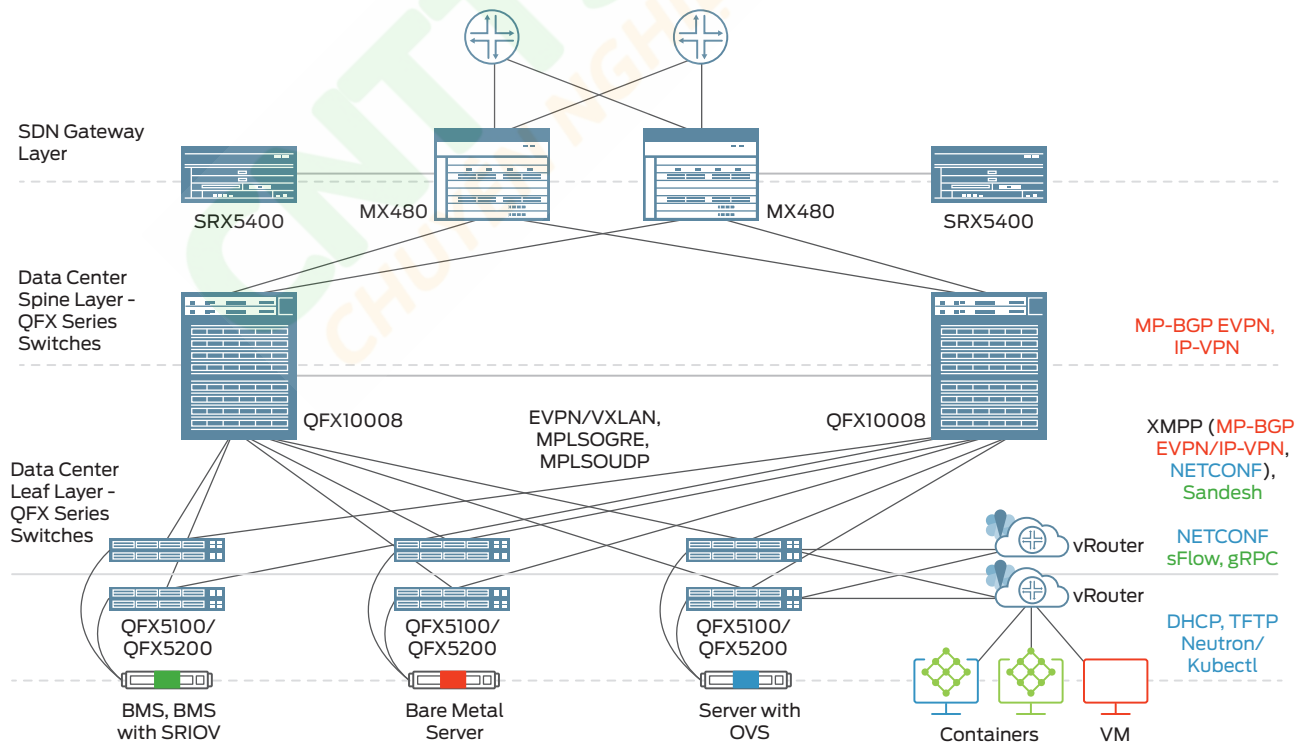 SDN Gateway
Layer
SRX5400
MX480
MX480
SRX5400
Data Center
Spine Layer -
QFX Series
Switches
MP-BGP EVPN,
IP-VPN
QFX10008
EVPN/VXLAN,
MPLSOGRE,
MPLSOUDP
QFX10008
XMPP (MP-BGP
EVPN/IP-VPN,
NETCONF),
Sandesh
Data Center
Leaf Layer -
QFX Series
Switches
vRouter
NETCONF
sFlow, gRPC
vRouter
QFX5100/
QFX5200
QFX5100/
QFX5200
QFX5100/
QFX5200
DHCP, TFTP
Neutron/
Kubectl
BMS, BMS
with SRIOV
Bare Metal
Server
Server with
OVS
Containers
VM